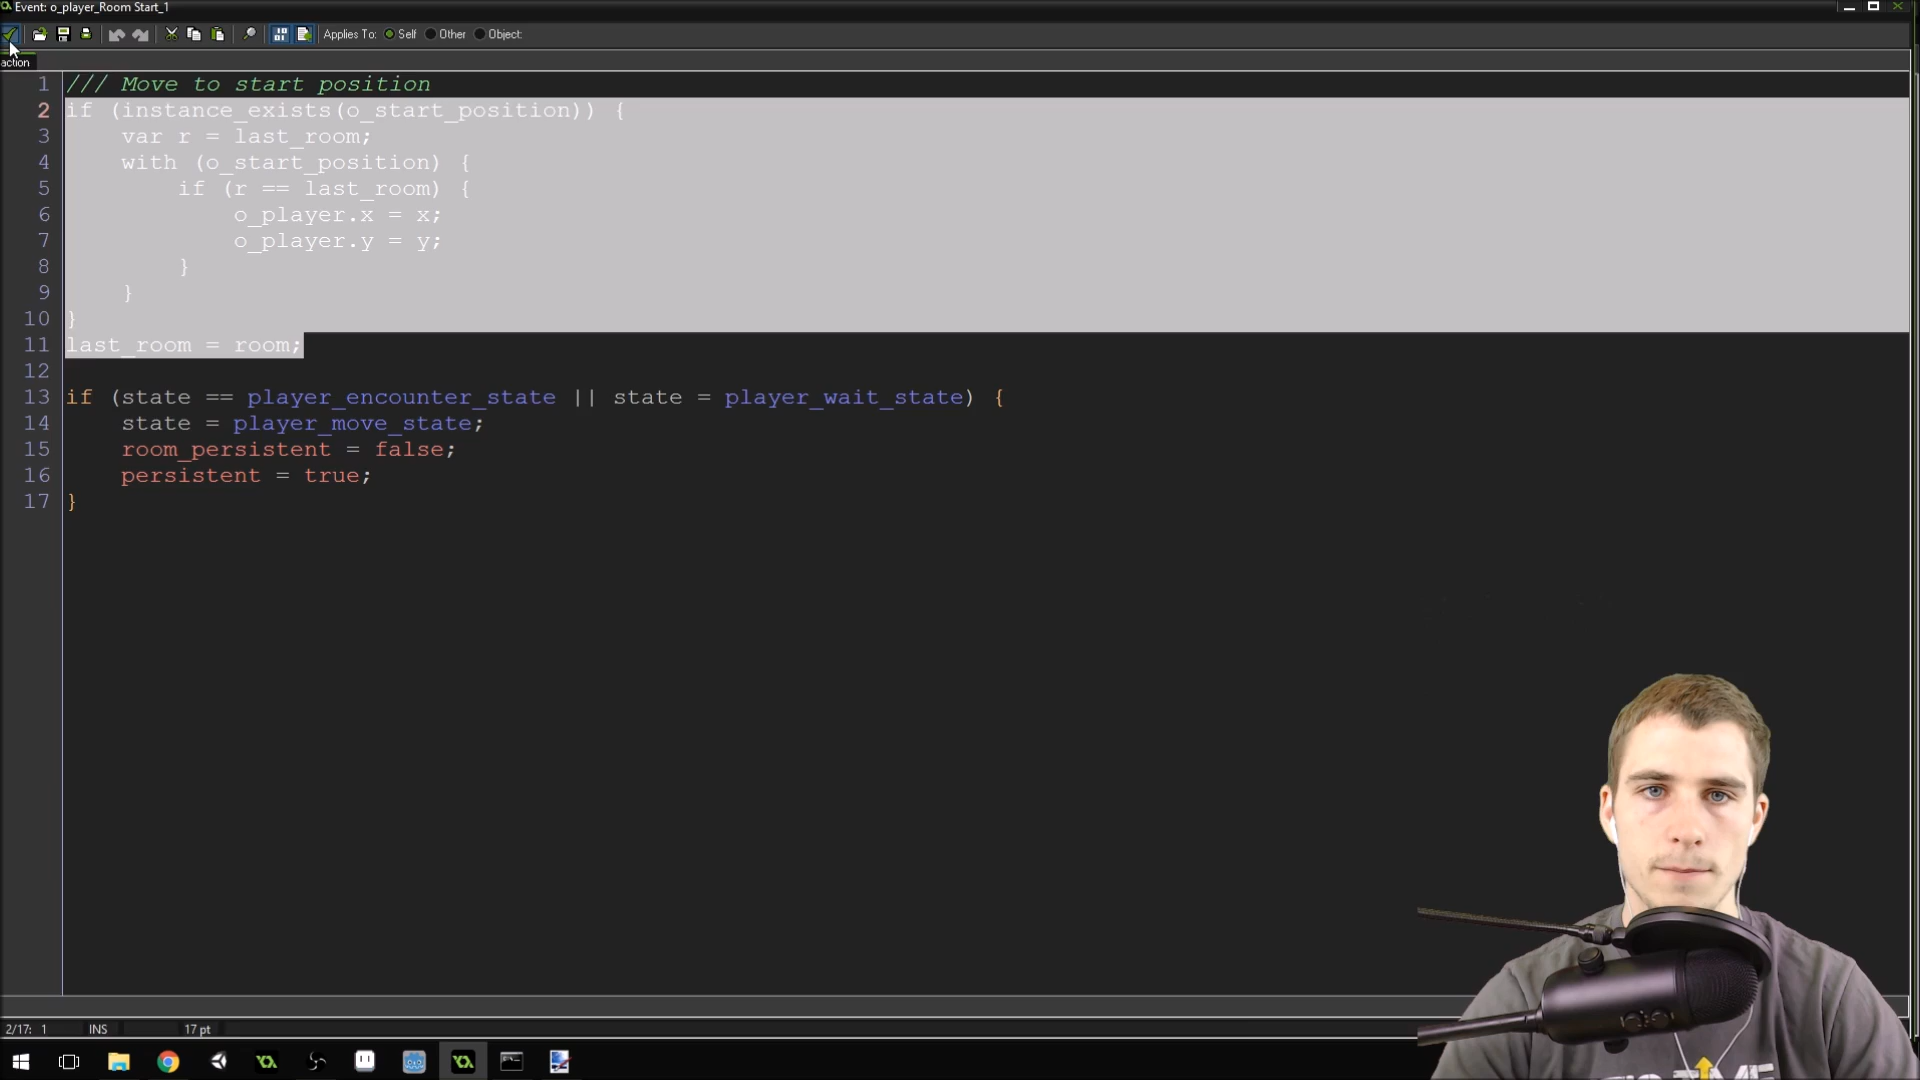 Event: o_player_Room Start_1
Applies To: Self Other Object:
action
1 /// Move to start position
2 if (instance_exists(o_start_position)) {
3 var r = last_room;
4 with (o_start_position) {
5 if (r == last_room) {
6 o_player.x = x;
7 o_player.y = y;
8 }
9 }
10 }
11 last_room = room;
12
13 if (state == player_encounter_state || state = player_wait_state) {
14 state = player_move_state;
15 room_persistent = false;
16 persistent = true;
17 }
2/17: 1 INS 17 pt